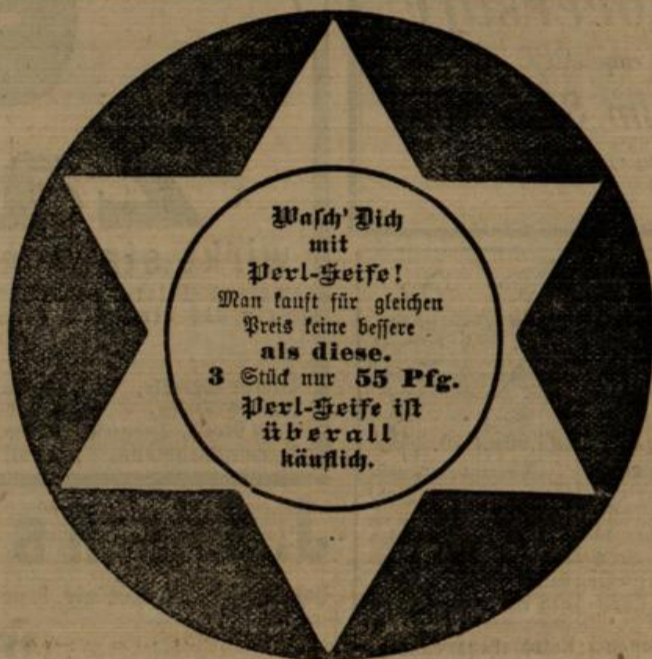 Wasch' Dich
mit
Perl-Seife!
Man kauft für gleichen
Preis keine bessere
als diese.
3 Stück nur 55 Pfg.
Perl-Seife ist
überall
käuflich.